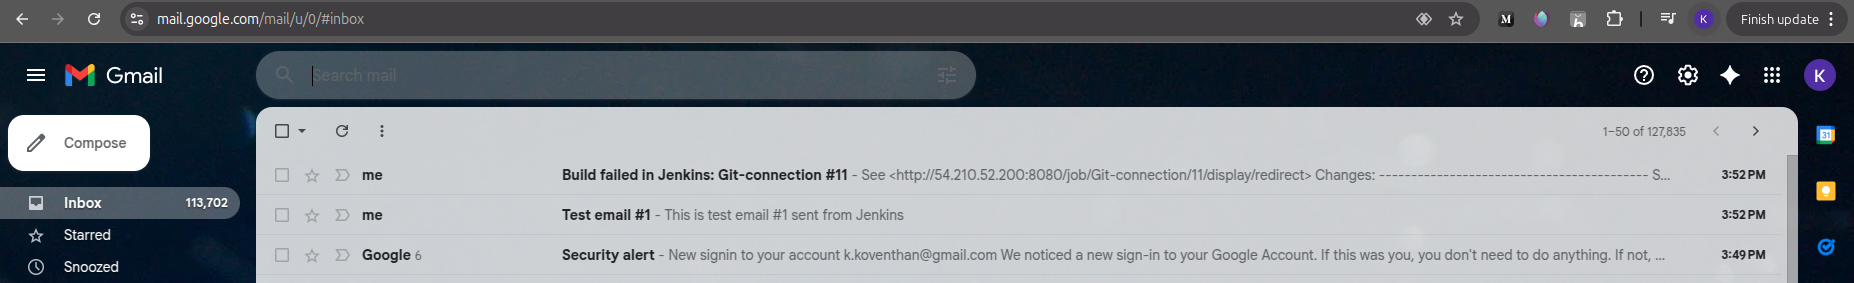 mail.google.com/mail/u/0/#inbox
M
K
Finish update
Gmail
Search mail
K
Compose
1–50 of 127,835
31
me Build failed in Jenkins: Git-connection #11 - See <http://54.210.52.200:8080/job/Git-connection/11/display/redirect> Changes: ------------------------------------------ S... 3:52 PM
Inbox 113,702
me Test email #1 - This is test email #1 sent from Jenkins 3:52 PM
Starred
Google 6 Security alert - New signin to your account k.koventhan@gmail.com We noticed a new sign-in to your Google Account. If this was you, you don't need to do anything. If not, ... 3:49 PM
Snoozed